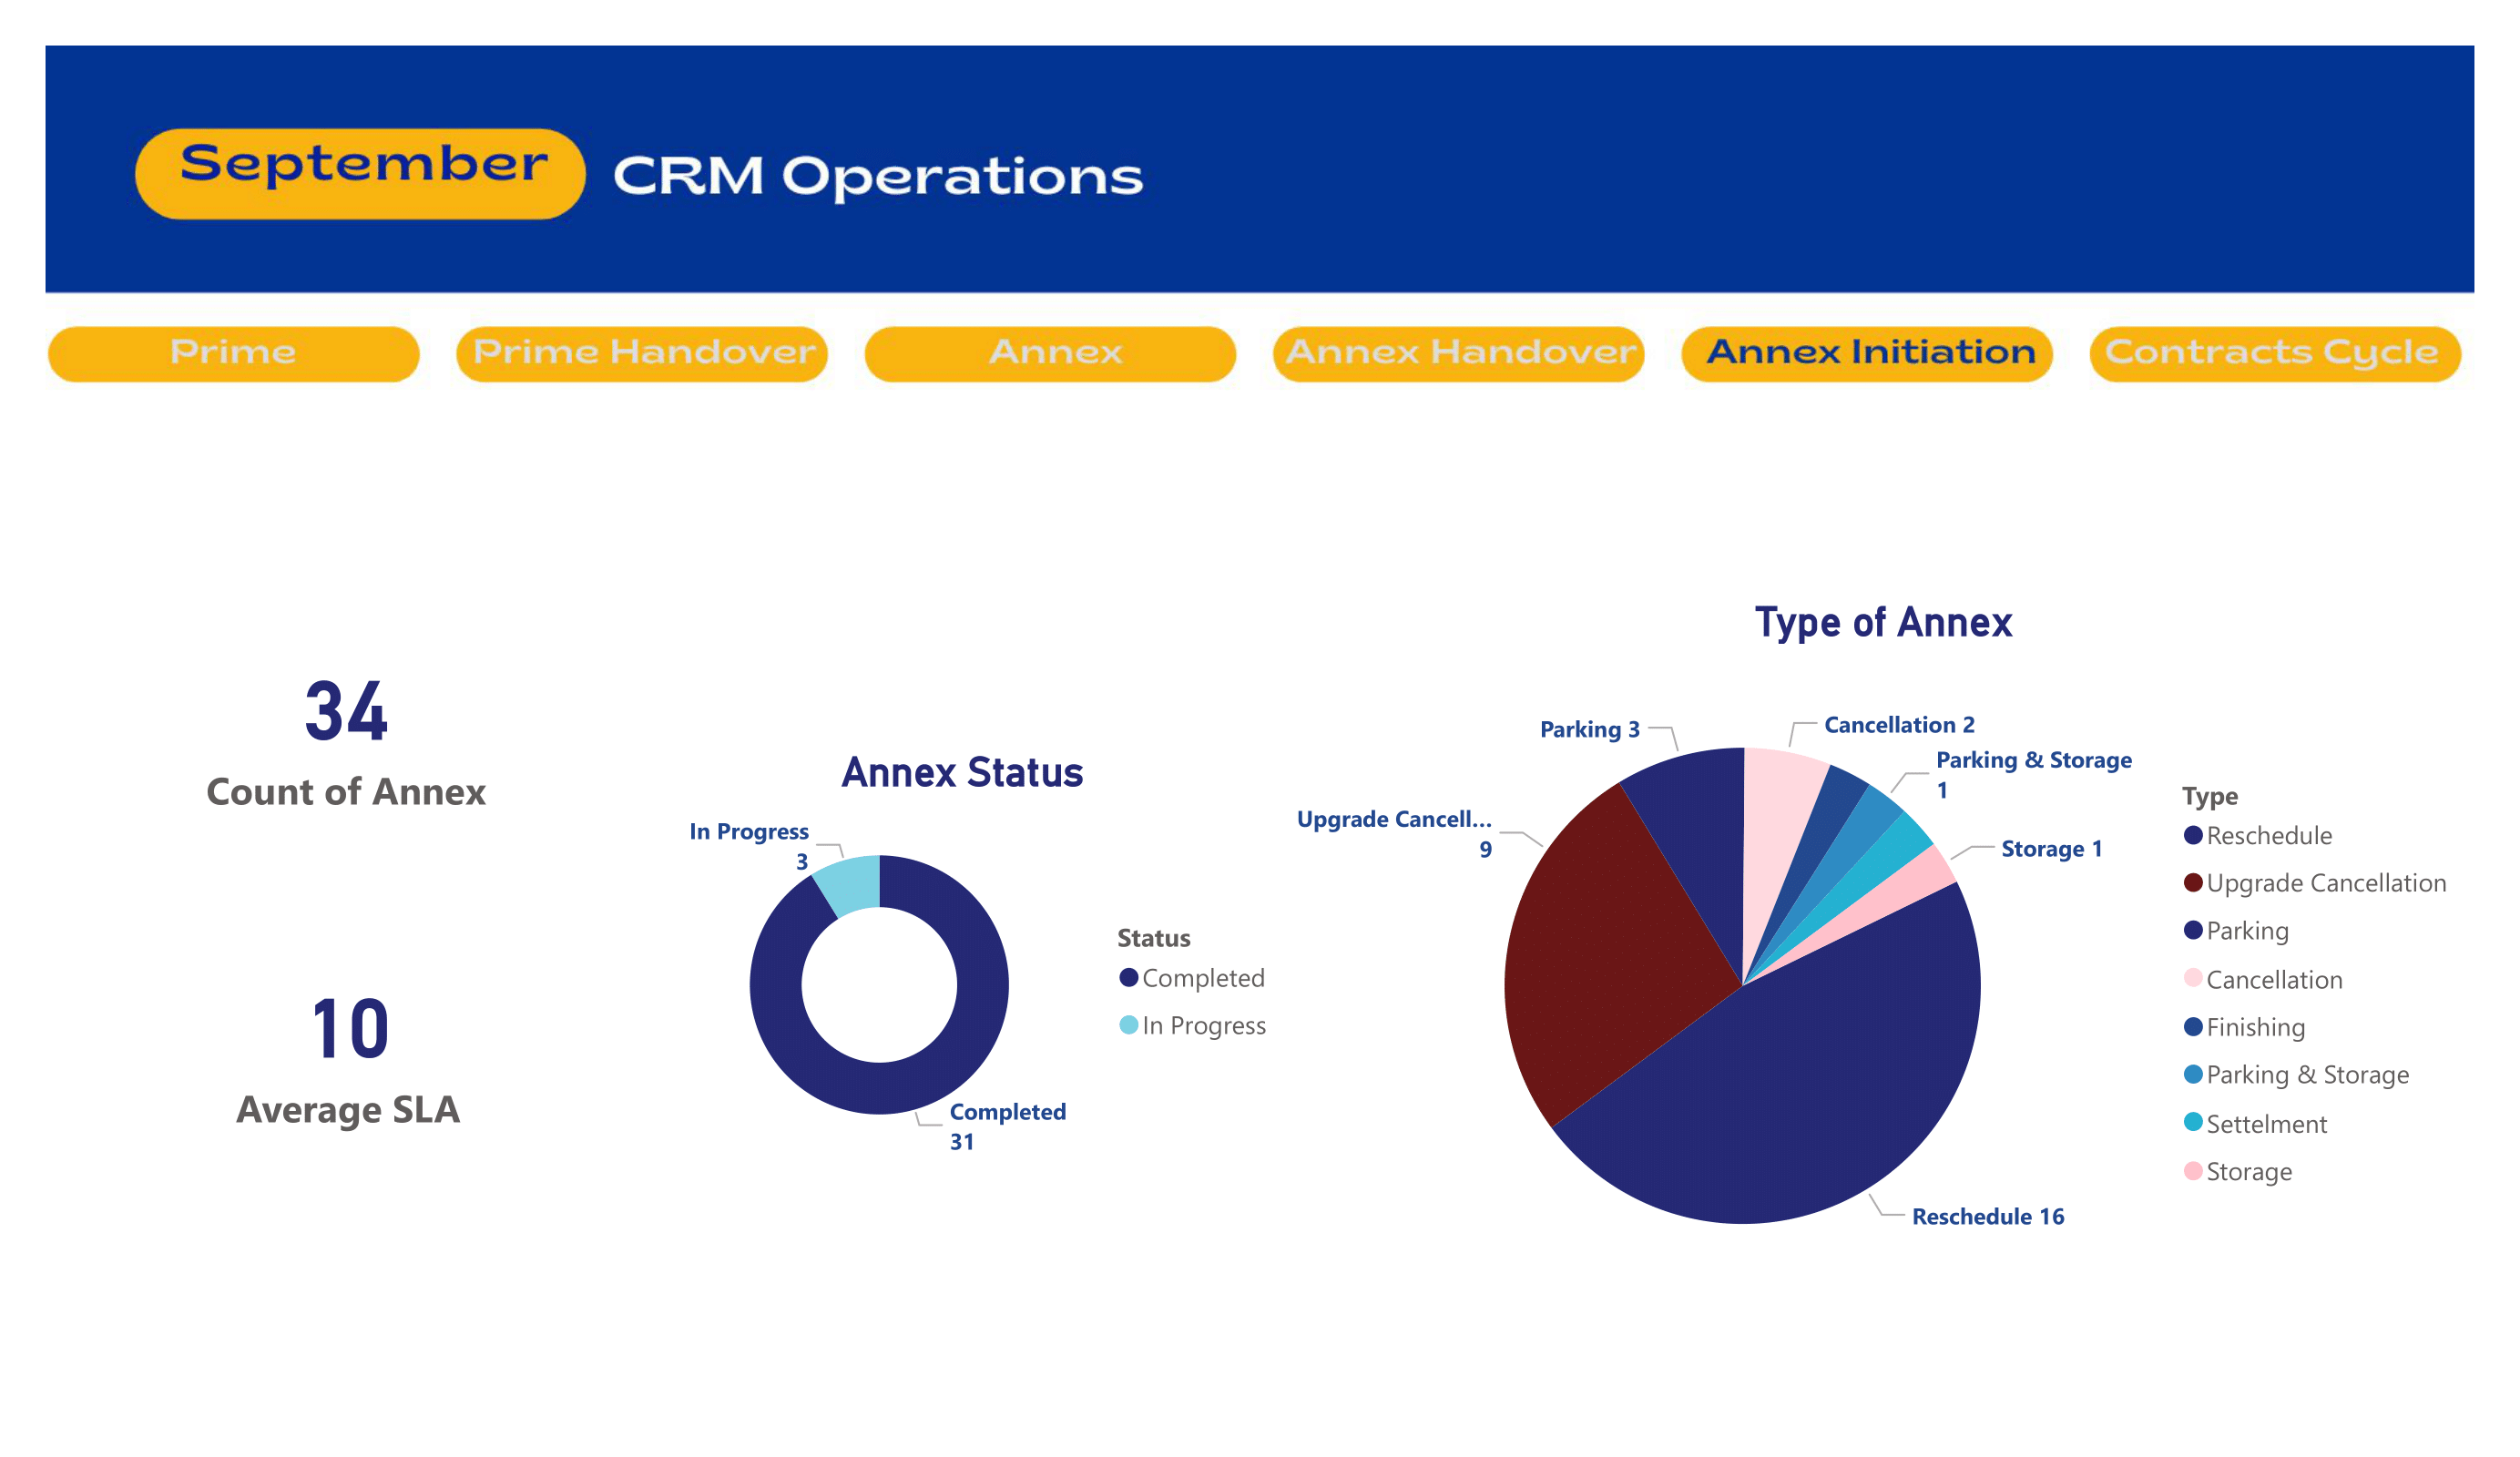 September
CRM Operations
Prime
Prime Handover
Annex
Annex Handover
Annex Initiation
Contracts Cycle
34
Count of Annex
10
Average SLA
Annex Status
In Progress
3
Completed
31
Status
Completed
In Progress
Type of Annex
Parking 3
Cancellation 2
Parking & Storage
1
Upgrade Cancell...
9
Storage 1
Reschedule 16
Type
Reschedule
Upgrade Cancellation
Parking
Cancellation
Finishing
Parking & Storage
Settelment
Storage